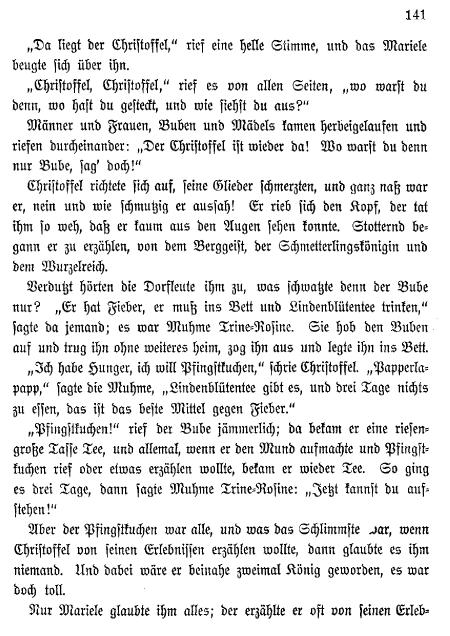 141
„Da liegt der Christoffel,“ rief eine helle Stimme, und das Mariele
beugte sich über ihn.
„Christoffel, Christoffel,“ rief es von allen Seiten, „wo warst du
denn, wo hast du gesteckt, und wie siehst du aus?“
Männer und Frauen, Buben und Mädels kamen herbeigelaufen und
riefen durcheinander: „Der Christoffel ist wieder da! Wo warst du denn
nur Bube, sag' doch!“
Christoffel richtete sich auf, seine Glieder schmerzten, und ganz naß war
er, nein und wie schmutzig er aussah! Er rieb sich den Kopf, der tat
ihm so weh, daß er kaum aus den Augen sehen konnte. Stotternd be-
gann er zu erzählen, von dem Berggeist, der Schmetterlingskönigin und
dem Wurzelreich.
Verdutzt hörten die Dorfleute ihm zu, was schwatzte denn der Bube
nur? „Er hat Fieber, er muß ins Bett und Lindenblütentee trinken,“
sagte da jemand; es war Muhme Trine-Rosine. Sie hob den Buben
auf und trug ihn ohne weiteres heim, zog ihn aus und legte ihn ins Bett.
„Ich habe Hunger, ich will Pfingstkuchen,“ schrie Christoffel. „Papperla-
papp,“ sagte die Muhme, „Lindenblütentee gibt es, und drei Tage nichts
zu essen, das ist das beste Mittel gegen Fieber.“
„Pfingstkuchen!“ rief der Bube jämmerlich; da bekam er eine riesen-
große Tasse Tee, und allemal, wenn er den Mund aufmachte und Pfingst-
kuchen rief oder etwas erzählen wollte, bekam er wieder Tee. So ging
es drei Tage, dann sagte Muhme Trine-Rosine: „Jetzt kannst du auf-
stehen!“
Aber der Pfingstkuchen war alle, und was das Schlimmste war, wenn
Christoffel von seinen Erlebnissen erzählen wollte, dann glaubte es ihm
niemand. Und dabei wäre er beinahe zweimal König geworden, es war
doch toll.
Nur Mariele glaubte ihm alles; der erzählte er oft von seinen Erleb-